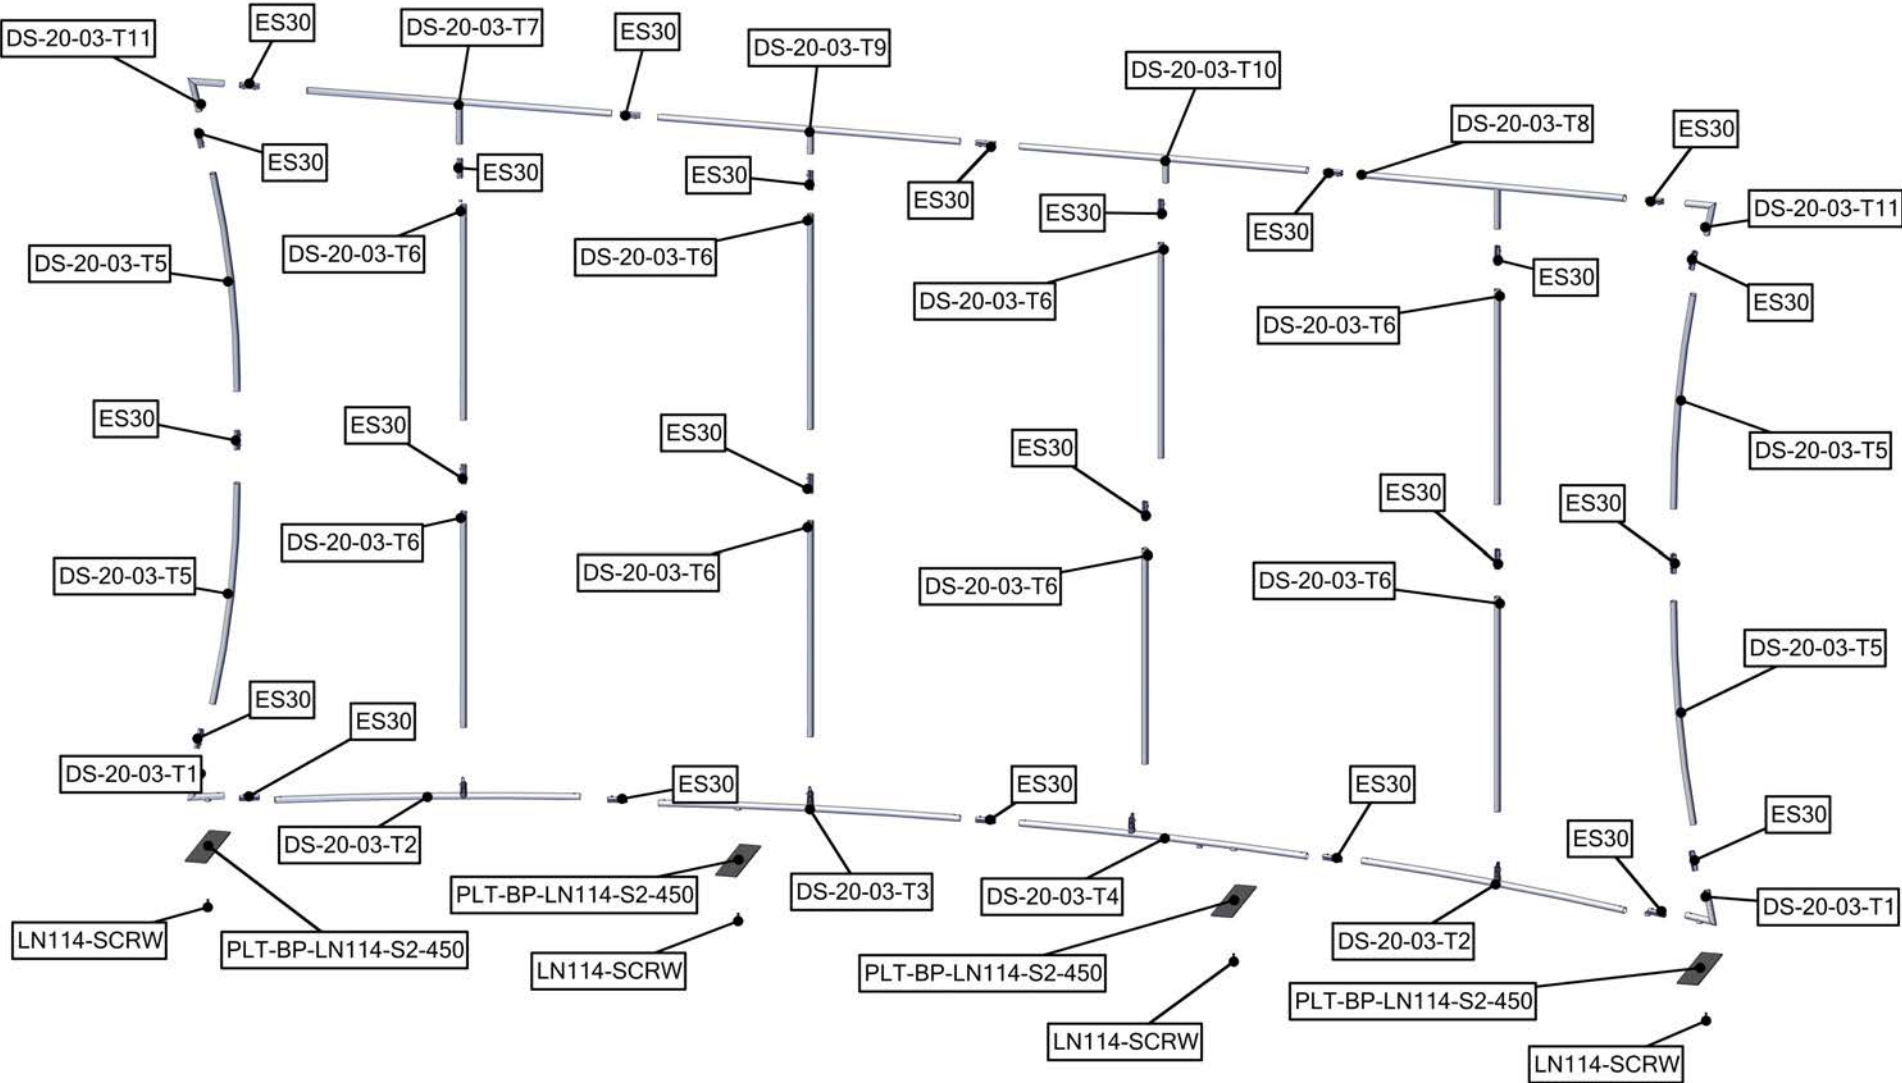 ES30
DS-20-03-T7
ES30
DS-20-03-T11
DS-20-03-T9
DS-20-03-T10
DS-20-03-T8
ES30
ES30
ES30
ES30
ES30
ES30
ES30
DS-20-03-T11
DS-20-03-T5
DS-20-03-T6
DS-20-03-T6
DS-20-03-T6
ES30
ES30
DS-20-03-T6
ES30
ES30
ES30
ES30
DS-20-03-T5
ES30
ES30
DS-20-03-T5
DS-20-03-T6
DS-20-03-T6
DS-20-03-T6
DS-20-03-T6
DS-20-03-T5
ES30
ES30
DS-20-03-T1
ES30
ES30
ES30
ES30
ES30
DS-20-03-T2
PLT-BP-LN114-S2-450
DS-20-03-T3
DS-20-03-T4
DS-20-03-T1
LN114-SCRW
PLT-BP-LN114-S2-450
LN114-SCRW
PLT-BP-LN114-S2-450
DS-20-03-T2
PLT-BP-LN114-S2-450
LN114-SCRW
LN114-SCRW